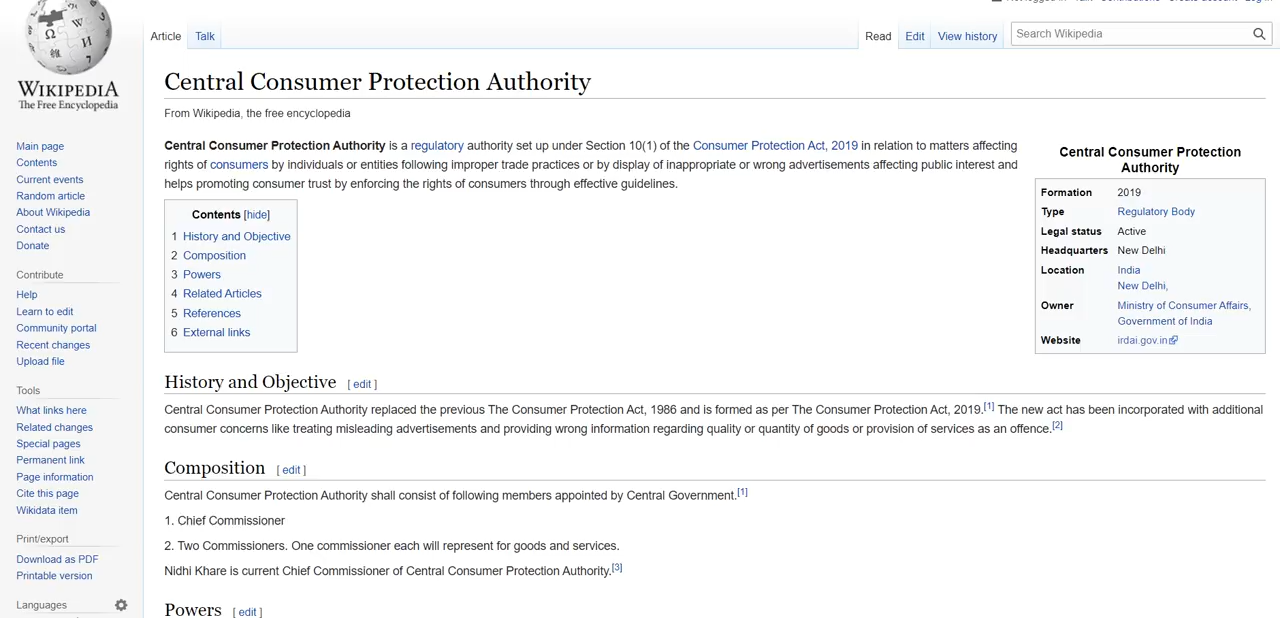 Article Talk Read Edit View history Search Wikipedia
WIKIPEDIA
The Free Encyclopedia
Main page
Contents
Current events
Random article
About Wikipedia
Contact us
Donate
Contribute
Help
Learn to edit
Community portal
Recent changes
Upload file
Tools
What links here
Related changes
Special pages
Permanent link
Page information
Cite this page
Wikidata item
Print/export
Download as PDF
Printable version
Languages
Central Consumer Protection Authority
From Wikipedia, the free encyclopedia
Central Consumer Protection Authority is a regulatory authority set up under Section 10(1) of the Consumer Protection Act, 2019 in relation to matters affecting
rights of consumers by individuals or entities following improper trade practices or by display of inappropriate or wrong advertisements affecting public interest and
helps promoting consumer trust by enforcing the rights of consumers through effective guidelines.
Contents [hide]
1 History and Objective
2 Composition
3 Powers
4 Related Articles
5 References
6 External links
Central Consumer Protection
Authority
Formation 2019
Type Regulatory Body
Legal status Active
Headquarters New Delhi
Location India
New Delhi,
Owner Ministry of Consumer Affairs,
Government of India
Website irdai.gov.in
History and Objective [ edit ]
Central Consumer Protection Authority replaced the previous The Consumer Protection Act, 1986 and is formed as per The Consumer Protection Act, 2019.[1] The new act has been incorporated with additional
consumer concerns like treating misleading advertisements and providing wrong information regarding quality or quantity of goods or provision of services as an offence.[2]
Composition [ edit ]
Central Consumer Protection Authority shall consist of following members appointed by Central Government.[1]
1. Chief Commissioner
2. Two Commissioners. One commissioner each will represent for goods and services.
Nidhi Khare is current Chief Commissioner of Central Consumer Protection Authority.[3]
Powers [ edit ]